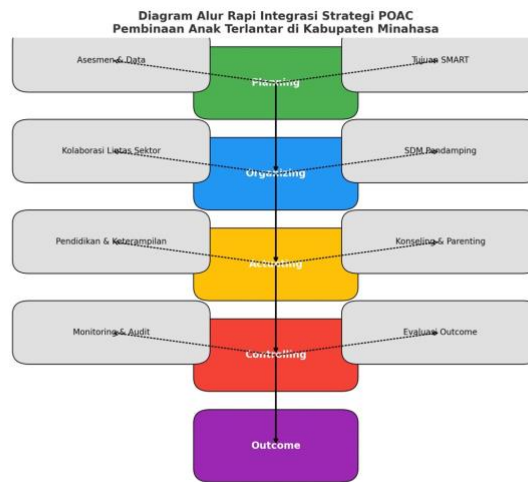 Diagram Alur Rapi Integrasi Strategi POAC
Pembinaan Anak Terlantar di Kabupaten Minahasa
Asesmen & Data
Tujuan SMART
Planning
Kolaborasi Lintas Sektor
SDM Pendamping
Organizing
Pendidikan & Keterampilan
Konseling & Parenting
Actuating
Monitoring & Audit
Evaluasi Outcome
Controlling
Outcome